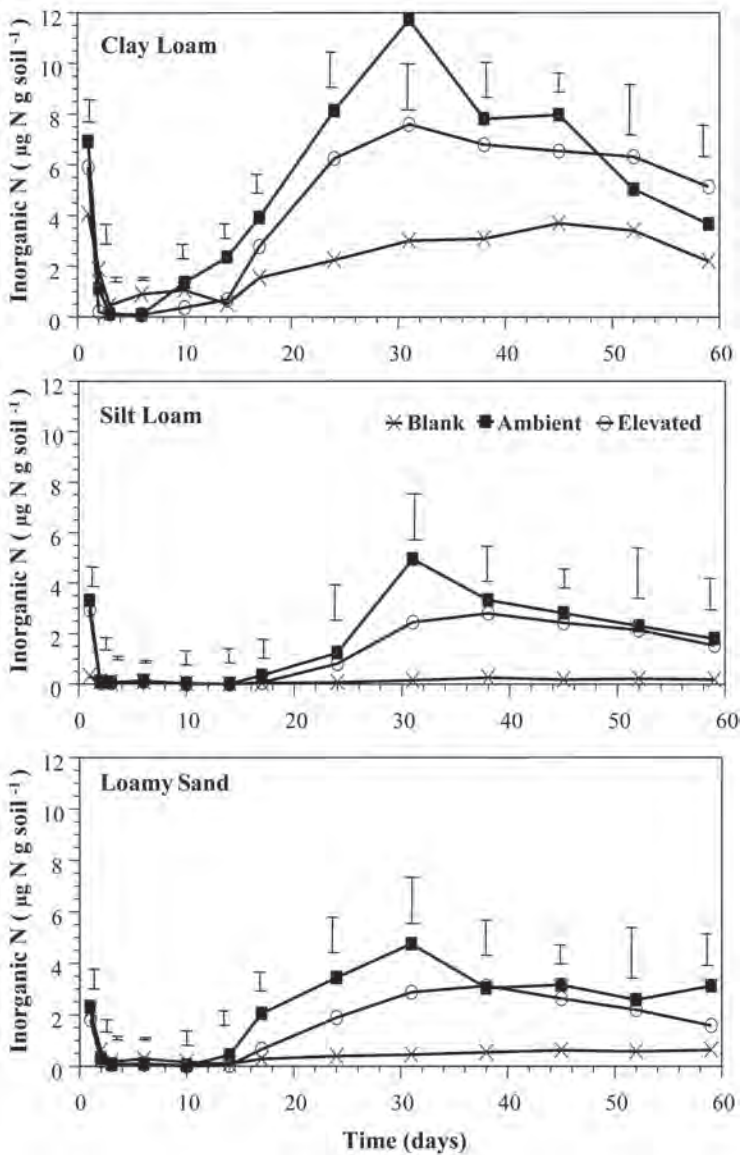 12
10
8
6
4
2
0
Inorganic N ( µg N g soil -1)
Clay Loam
0 10 20 30 40 50 60
12
10
8
6
4
2
0
Inorganic N ( µg N g soil -1)
Silt Loam
Blank Ambient Elevated
0 10 20 30 40 50 60
12
10
8
6
4
2
0
Inorganic N ( µg N g soil -1)
Loamy Sand
0 10 20 30 40 50 60
Time (days)